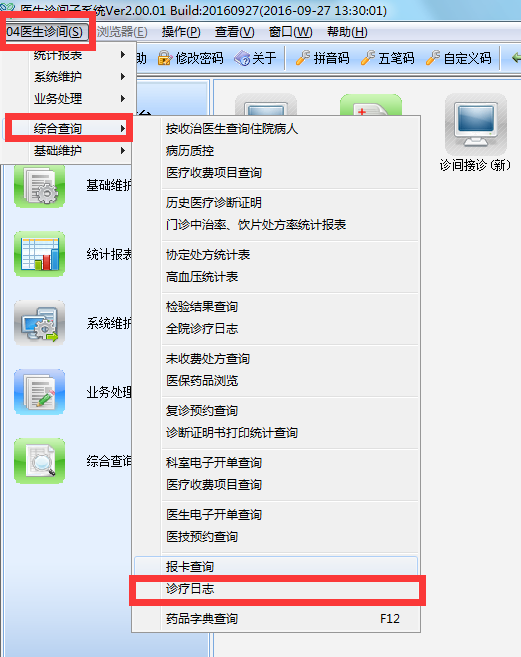 医生诊间子系统Ver2.00.01 Build:20160927(2016-09-27 13:30:01)
04医生诊间(S) 浏览器(E) 操作(P) 查看(V) 窗口(W) 帮助(H)
助 修改密码 关于 拼音码 五笔码 自定义码
统计报表
系统维护
业务处理
综合查询
基础维护
台
诊间接诊(新)
基础维护
统计报表
系统维护
业务处理
综合查询
按收治医生查询住院病人
病历质控
医疗收费项目查询
历史医疗诊断证明
门诊中治率、饮片处方率统计报表
协定处方统计表
高血压统计表
检验结果查询
全院诊疗日志
未收费处方查询
医保药品浏览
复诊预约查询
诊断证明书打印统计查询
科室电子开单查询
医疗收费项目查询
医生电子开单查询
医技预约查询
报卡查询
诊疗日志
药品字典查询 F12